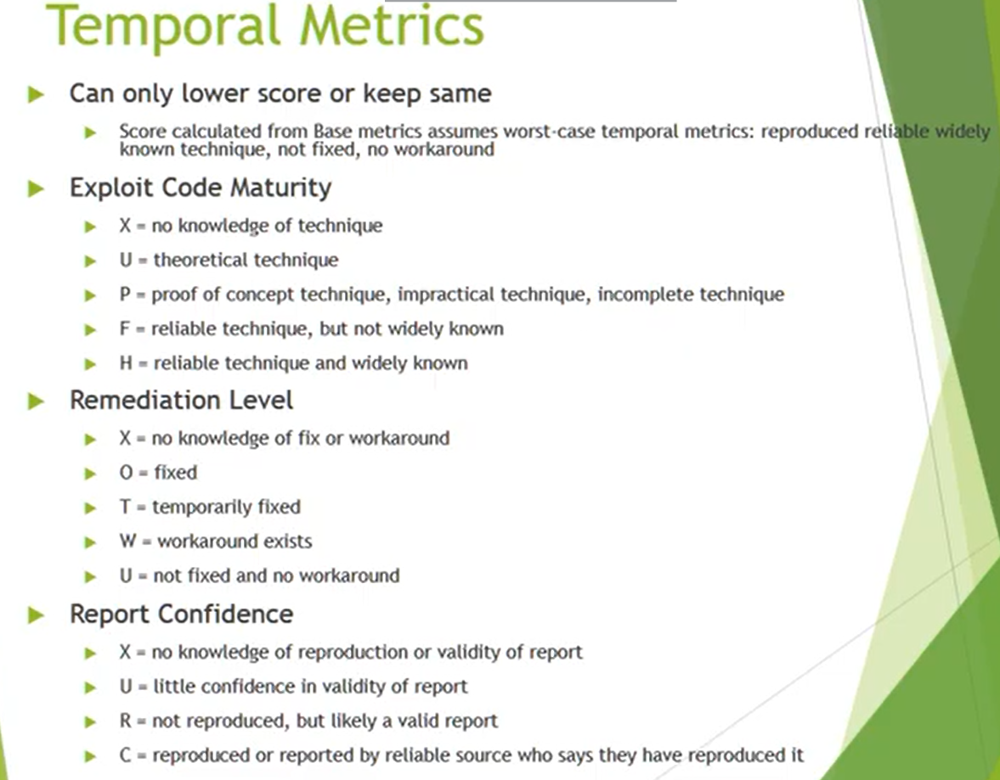 Temporal Metrics
Can only lower score or keep same
Score calculated from Base metrics assumes worst-case temporal metrics: reproduced reliable widely
known technique, not fixed, no workaround
Exploit Code Maturity
X = no knowledge of technique
U = theoretical technique
P = proof of concept technique, impractical technique, incomplete technique
F = reliable technique, but not widely known
H = reliable technique and widely known
Remediation Level
X = no knowledge of fix or workaround
O = fixed
T = temporarily fixed
W = workaround exists
U = not fixed and no workaround
Report Confidence
X = no knowledge of reproduction or validity of report
U = little confidence in validity of report
R = not reproduced, but likely a valid report
C = reproduced or reported by reliable source who says they have reproduced it